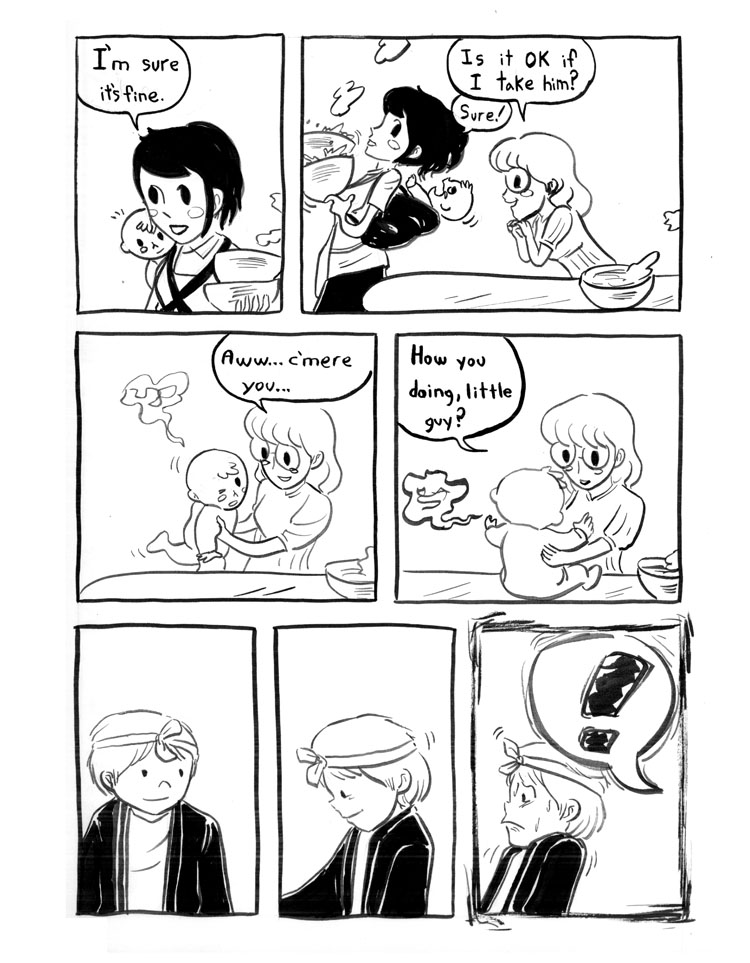 I'm sure
it's fine.
Is it OK if
I take him?
Sure!
Aww... c'mere
you...
How you
doing, little
guy?
!